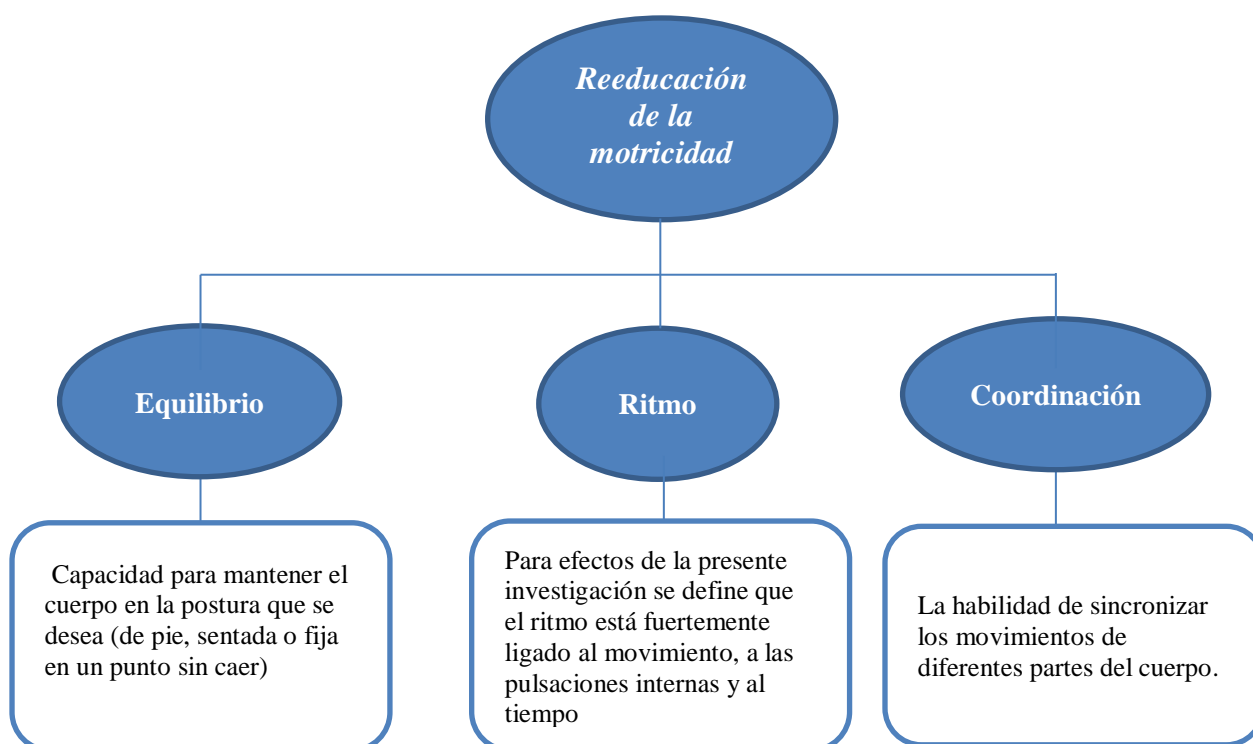 Reeducación
de la
motricidad
Equilibrio
Ritmo
Coordinación
Capacidad para mantener el
cuerpo en la postura que se
desea (de pie, sentada o fija
en un punto sin caer)
Para efectos de la presente
investigación se define que
el ritmo está fuertemente
ligado al movimiento, a las
pulsaciones internas y al
tiempo
La habilidad de sincronizar
los movimientos de
diferentes partes del cuerpo.